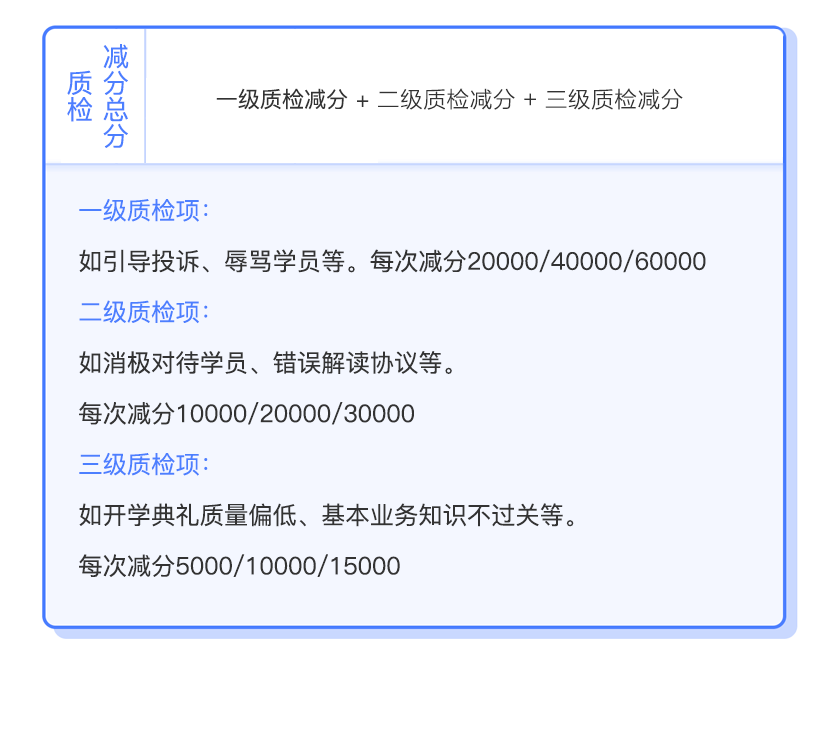 质检
减分总分
一级质检减分 + 二级质检减分 + 三级质检减分
一级质检项：
如引导投诉、辱骂学员等。每次减分20000/40000/60000
二级质检项：
如消极对待学员、错误解读协议等。
每次减分10000/20000/30000
三级质检项：
如开学典礼质量偏低、基本业务知识不过关等。
每次减分5000/10000/15000